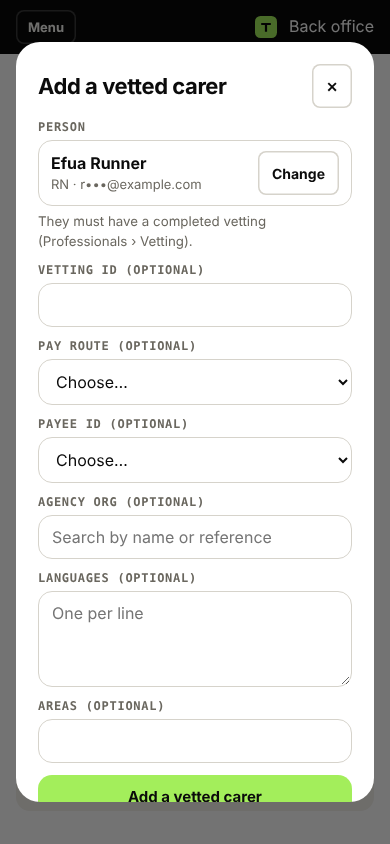 Menu
T Back office
Add a vetted carer
×
PERSON
Efua Runner
RN · r•••@example.com
Change
They must have a completed vetting
(Professionals › Vetting).
VETTING ID (OPTIONAL)
PAY ROUTE (OPTIONAL)
Choose...
PAYEE ID (OPTIONAL)
Choose...
AGENCY ORG (OPTIONAL)
Search by name or reference
LANGUAGES (OPTIONAL)
One per line
AREAS (OPTIONAL)
Add a vetted carer